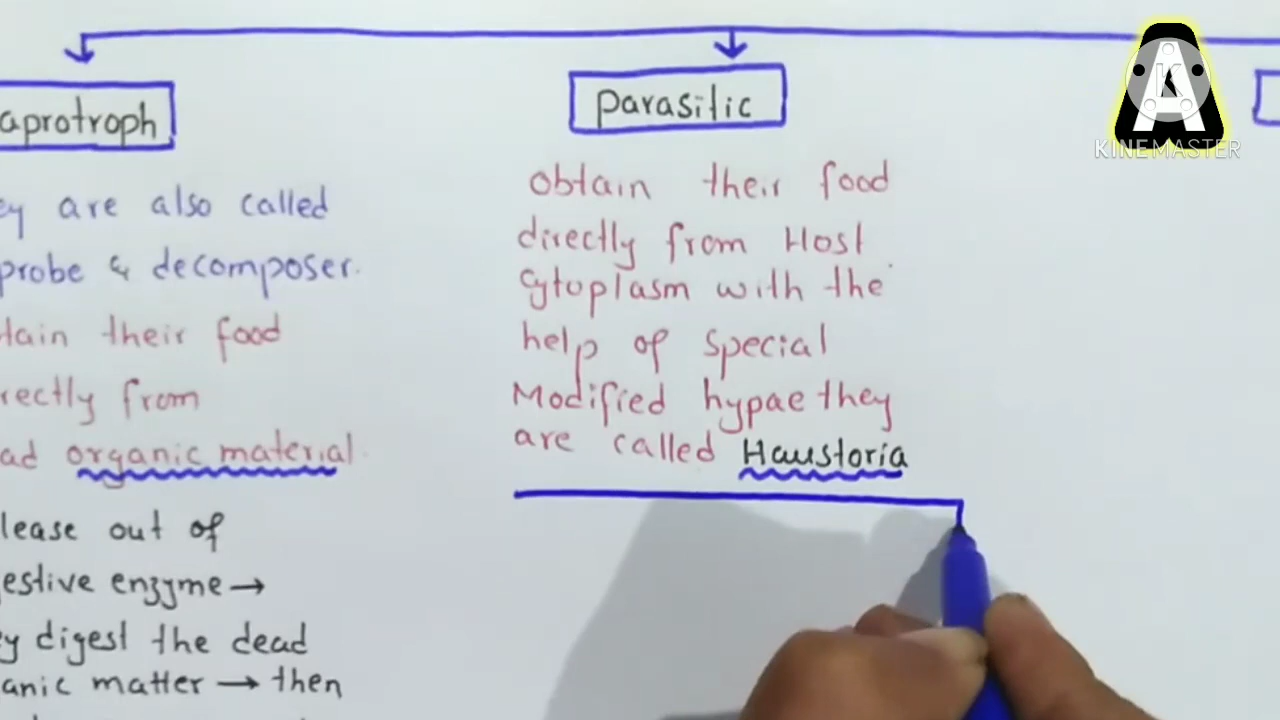 aprotroph
ey are also called
probe & decomposer.
tain their food
rectly from
ad organic material.
lease out of
estive enzyme →
ey digest the dead
anic matter → then
Parasitic
Obtain their food
directly from Host
Cytoplasm with the
help of special
Modified hypae they
are called Haustoria
K
KINEMASTER